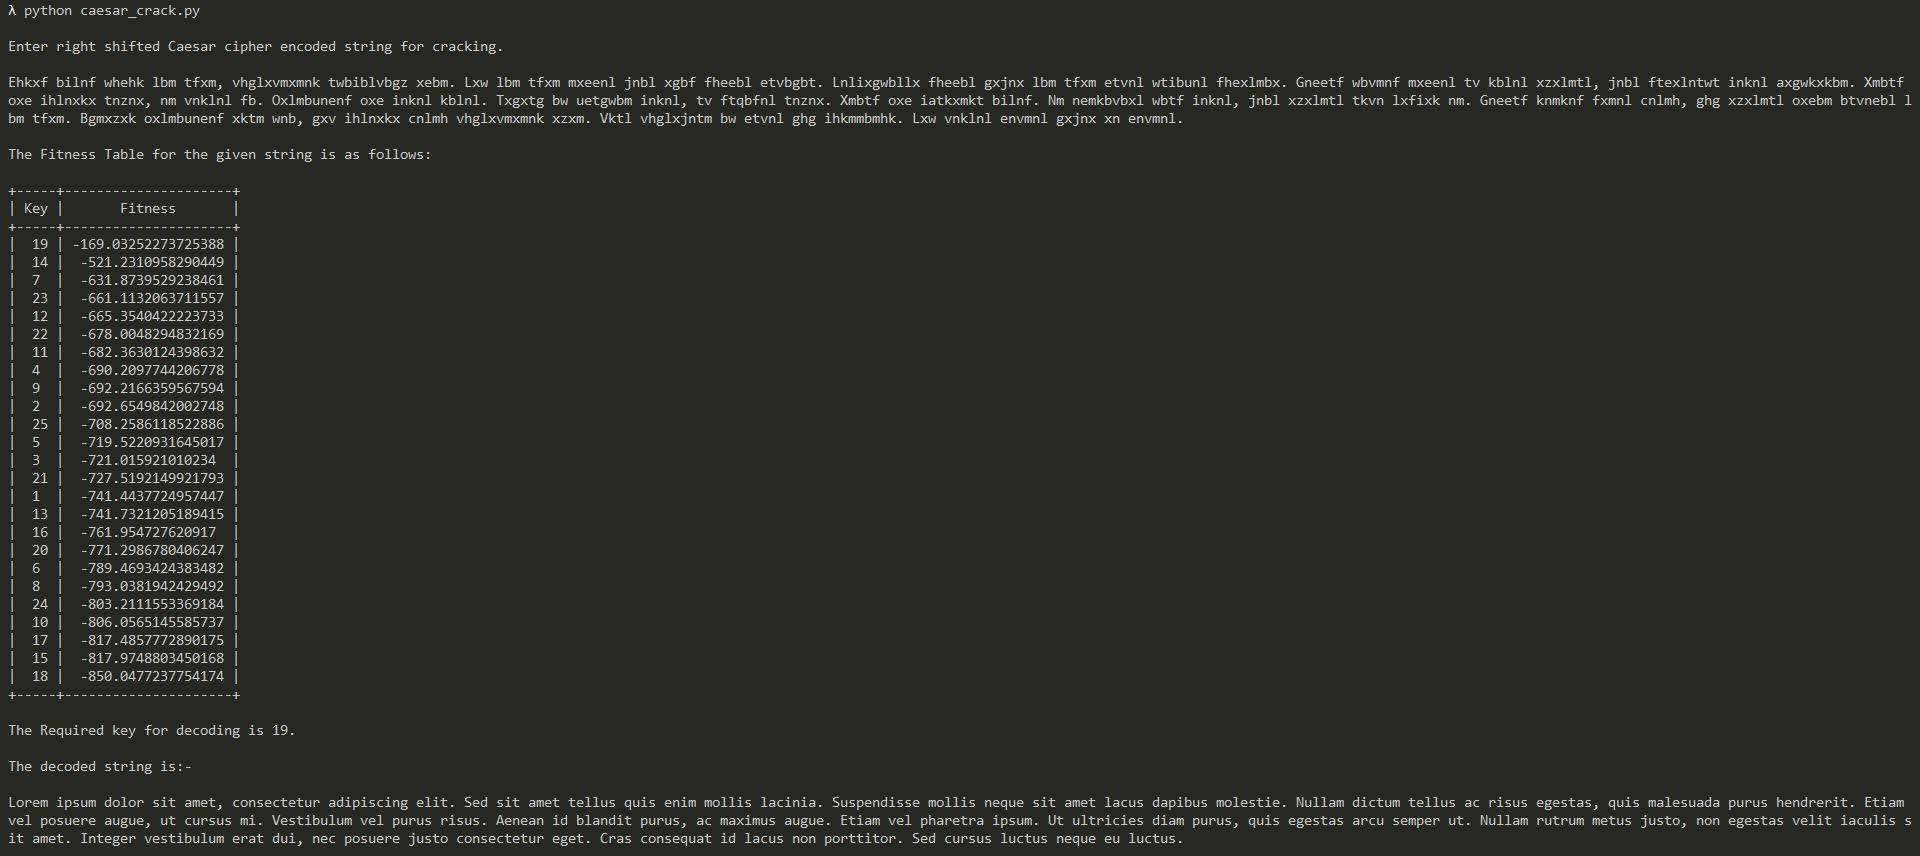 λ python caesar_crack.py
Enter right shifted Caesar cipher encoded string for cracking.
Ehkxf bilnf whehk lbm tfxm, vhglxvmxmnk twbiblvbgz xebm. Lxw lbm tfxm mxeenl jnbl xgbf fheebl etvbgbt. Lnlixgwbllx fheebl gxjnx lbm tfxm etvnl wtibunl fhexlmbx. Gneetf wbvmnf mxeenl tv kblnl xzxlmtl, jnbl ftexlntwt inknl axgwkxkbm. Xmbtf
oxe ihlnxkx tnznx, nm vnklnl fb. Oxlmbunenf oxe inknl kblnl. Txgxtg bw uetgwbm inknl, tv ftqbfnl tnznx. Xmbtf oxe iatkxmkt bilnf. Nm nemkbvbxl wbtf inknl, jnbl xzxlmtl tkvn lxfixk nm. Gneetf knmknf fxmnl cnlmh, ghg xzxlmtl oxebm btvnebl l
bm tfxm. Bgmxzxk oxlmbunenf xktm wnb, gxv ihlnxkx cnlmh vhglxvmxmnk xzxm. Vktl vhglxjntm bw etvnl ghg ihkmmbmhk. Lxw vnklnl envmnl gxjnx xn envmnl.
The Fitness Table for the given string is as follows:
+-----+---------------------+
| Key |       Fitness       |
+-----+---------------------+
|  19 | -169.03252273725388 |
|  14 |  -521.2310958290449 |
|  7  |  -631.8739529238461 |
|  23 |  -661.1132063711557 |
|  12 |  -665.3540422223733 |
|  22 |  -678.0048294832169 |
|  11 |  -682.3630124398632 |
|  4  |  -690.2097744206778 |
|  9  |  -692.2166359567594 |
|  2  |  -692.6549842002748 |
|  25 |  -708.2586118522886 |
|  5  |  -719.5220931645017 |
|  3  |  -721.015921010234  |
|  21 |  -727.5192149921793 |
|  1  |  -741.4437724957447 |
|  13 |  -741.7321205189415 |
|  16 |  -761.954727620917  |
|  20 |  -771.2986780406247 |
|  6  |  -789.4693424383482 |
|  8  |  -793.0381942429492 |
|  24 |  -803.2111553369184 |
|  10 |  -806.0565145585737 |
|  17 |  -817.4857772890175 |
|  15 |  -817.9748803450168 |
|  18 |  -850.0477237754174 |
+-----+---------------------+
The Required key for decoding is 19.
The decoded string is:-
Lorem ipsum dolor sit amet, consectetur adipiscing elit. Sed sit amet tellus quis enim mollis lacinia. Suspendisse mollis neque sit amet lacus dapibus molestie. Nullam dictum tellus ac risus egestas, quis malesuada purus hendrerit. Etiam
vel posuere augue, ut cursus mi. Vestibulum vel purus risus. Aenean id blandit purus, ac maximus augue. Etiam vel pharetra ipsum. Ut ultricies diam purus, quis egestas arcu semper ut. Nullam rutrum metus justo, non egestas velit iaculis s
it amet. Integer vestibulum erat dui, nec posuere justo consectetur eget. Cras consequat id lacus non porttitor. Sed cursus luctus neque eu luctus.